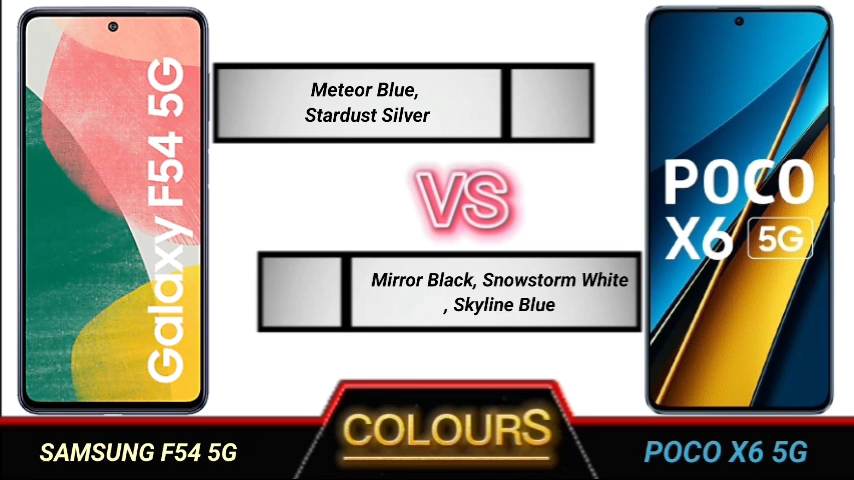 Galaxy F54 5G
Meteor Blue,
Stardust Silver
VS
POCO
X6 5G
Mirror Black, Snowstorm White
, Skyline Blue
COLOURS
SAMSUNG F54 5G
POCO X6 5G